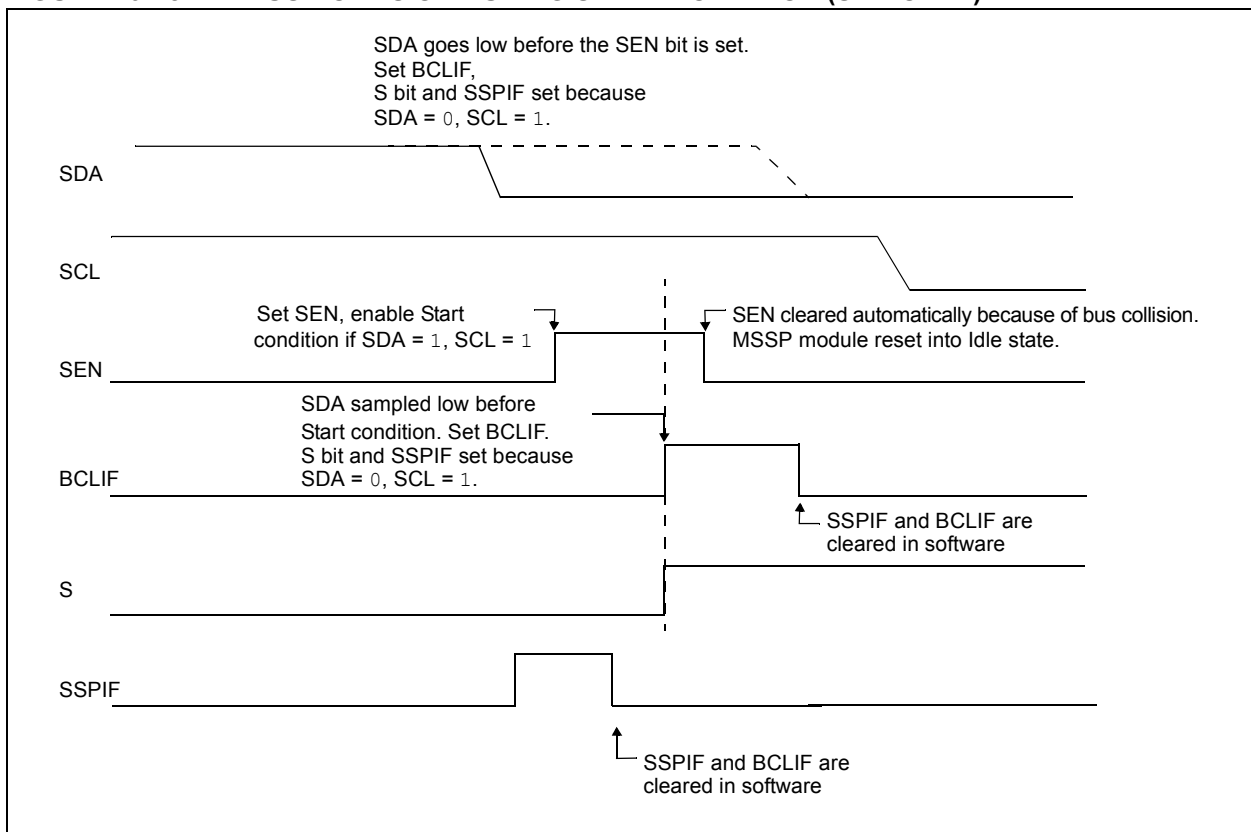 SDA goes low before the SEN bit is set.
Set BCLIF,
S bit and SSPIF set because
SDA = 0, SCL = 1.
SDA
SCL
Set SEN, enable Start
condition if SDA = 1, SCL = 1
SEN cleared automatically because of bus collision.
MSSP module reset into Idle state.
SEN
SDA sampled low before
Start condition. Set BCLIF.
S bit and SSPIF set because
SDA = 0, SCL = 1.
BCLIF
SSPIF and BCLIF are
cleared in software
S
SSPIF
SSPIF and BCLIF are
cleared in software